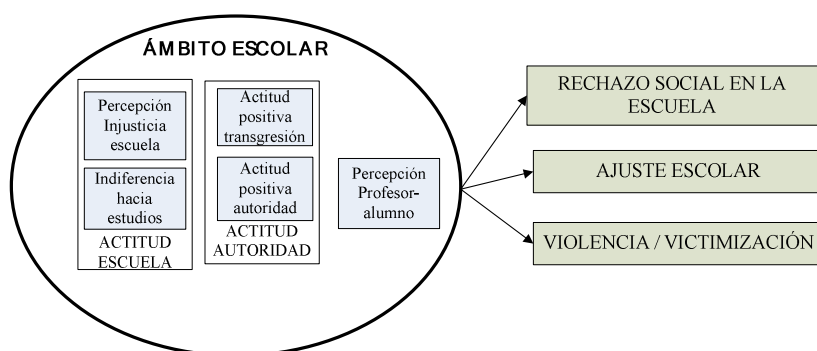 ÁMBITO ESCOLAR
Percepción
Injusticia
escuela
Indiferencia
hacia
estudios
ACTITUD
ESCUELA
Actitud
positiva
transgresión
Actitud
positiva
autoridad
ACTITUD
AUTORIDAD
Percepción
Profesor-
alumno
RECHAZO SOCIAL EN LA
ESCUELA
AJUSTE ESCOLAR
VIOLENCIA / VICTIMIZACIÓN